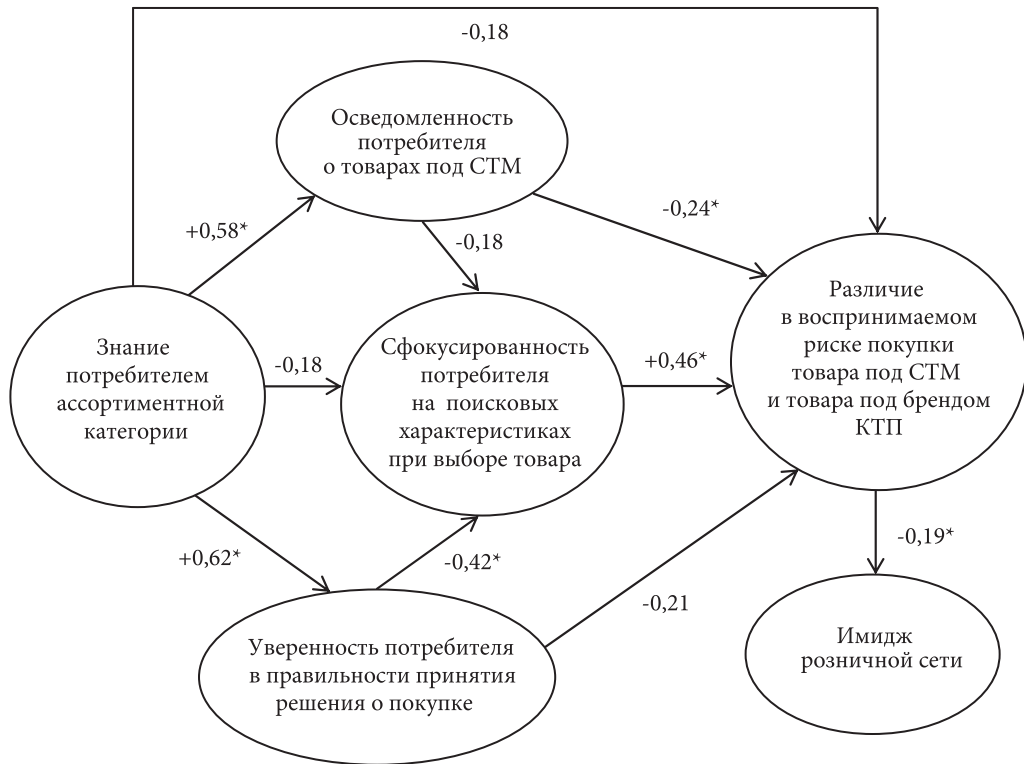 -0,18
Осведомленность
потребителя
о товарах под СТМ
-0,24*
+0,58*
-0,18
Знание
потребителем
ассортиментной
категории
-0,18
Сфокусированность
потребителя
на поисковых
характеристиках
при выборе товара
+0,46*
Различие
в воспринимаемом
риске покупки
товара под СТМ
и товара под брендом
КТП
+0,62*
-0,42*
-0,21
-0,19*
Уверенность потребителя
в правильности принятия
решения о покупке
Имидж
розничной сети